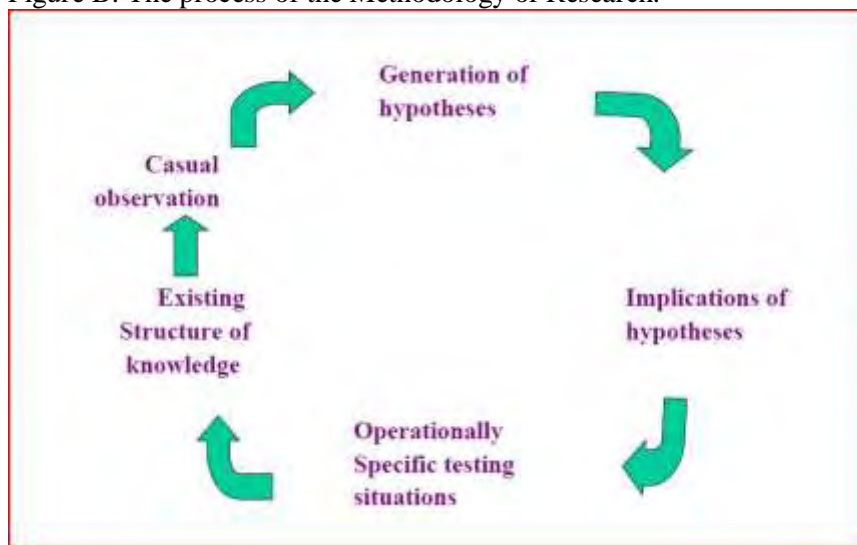 Figure B: The process of the Methodology of Research.
Generation of
hypotheses
Casual
observation
Existing
Structure of
knowledge
Implications of
hypotheses
Operationally
Specific testing
situations